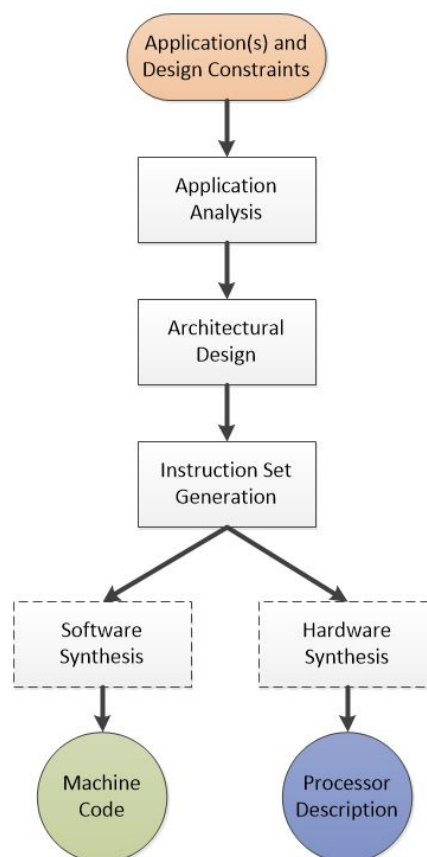 Application(s) and
Design Constraints
Application
Analysis
Architectural
Design
Instruction Set
Generation
Software
Synthesis
Hardware
Synthesis
Machine
Code
Processor
Description